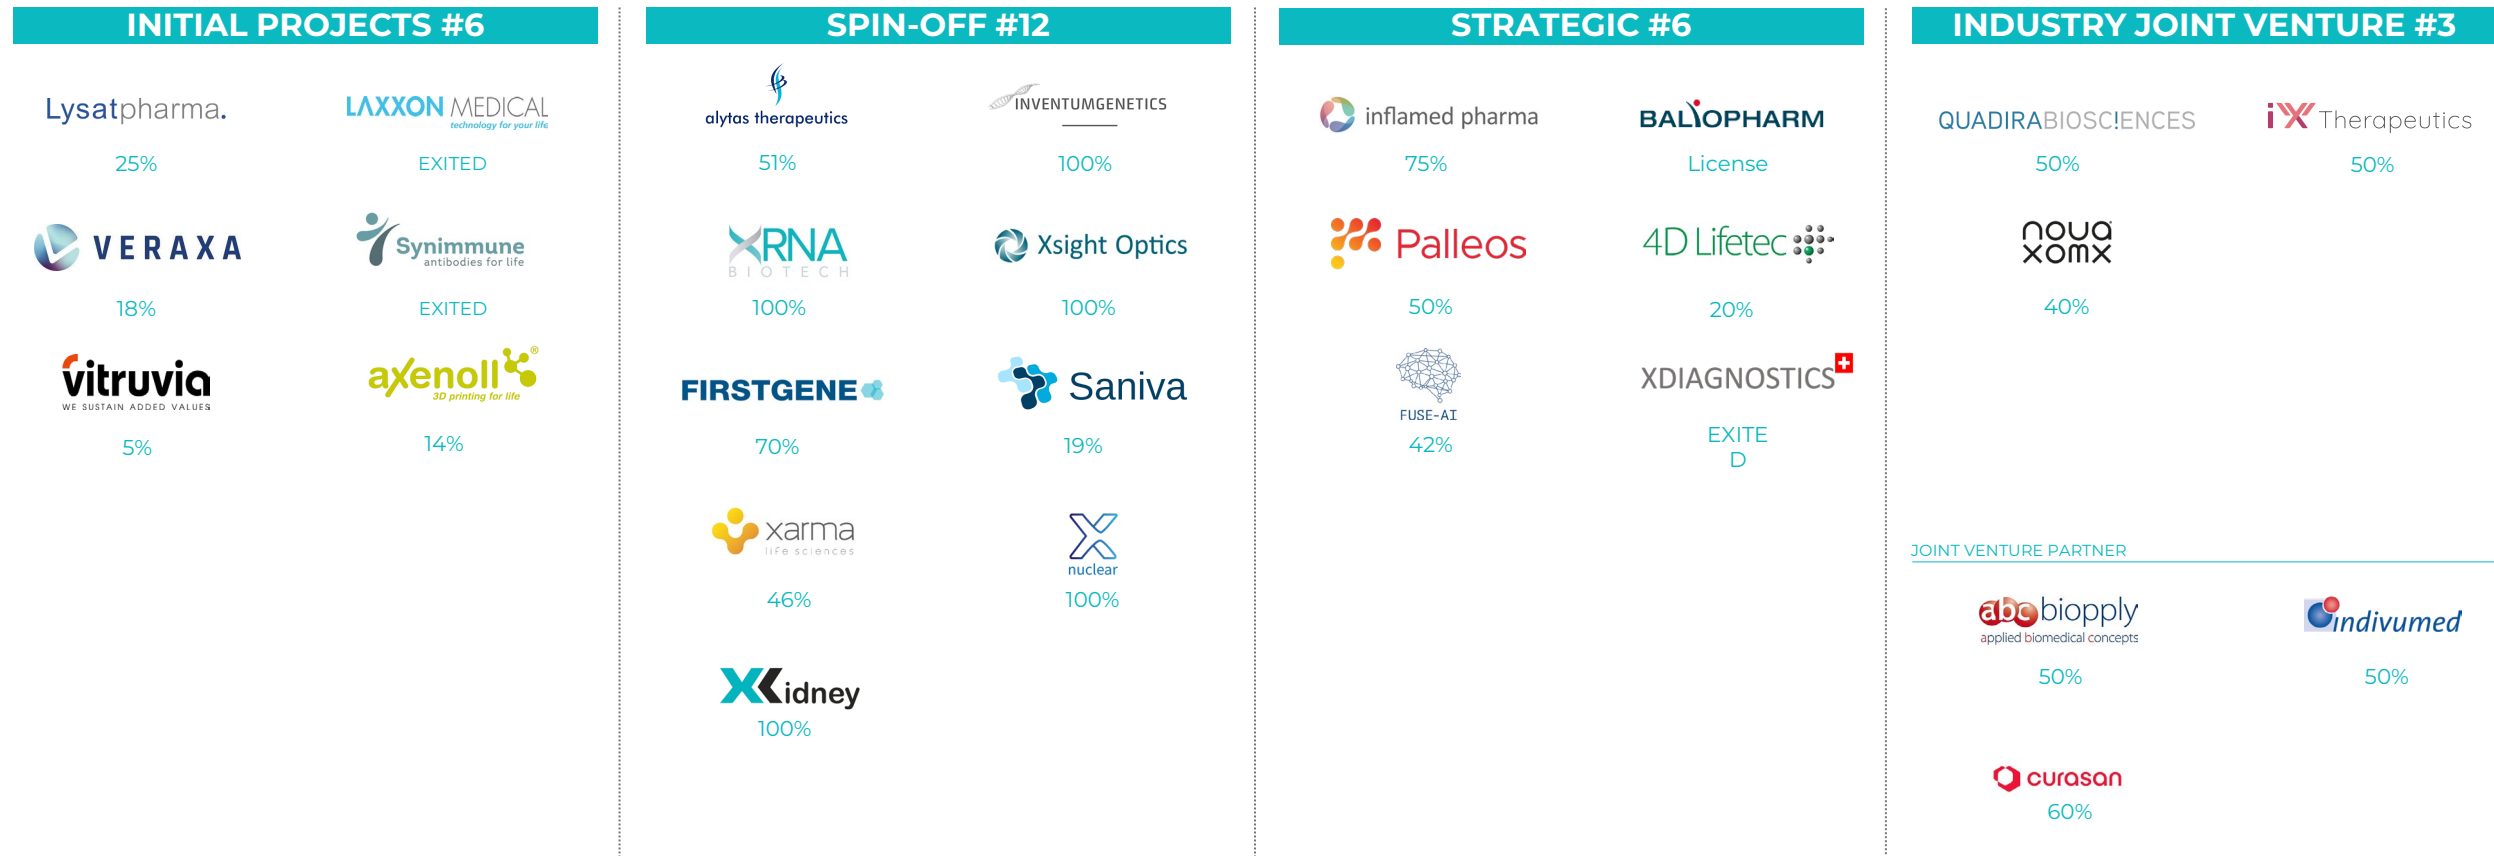 INITIAL PROJECTS #6
Lysatpharma.
25%
LAXXON MEDICAL
technology for your life
EXITED
VERAXA
18%
Synimmune
antibodies for life
EXITED
vitruvia
WE SUSTAIN ADDED VALUES
5%
axenoll®
3D printing for life
14%
SPIN-OFF #12
alytas therapeutics
51%
INVENTUMGENETICS
100%
XRNA
BIOTECH
100%
Xsight Optics
100%
FIRSTGENE
70%
Saniva
19%
xarma
life sciences
46%
X
nuclear
100%
XKidney
100%
STRATEGIC #6
inflamed pharma
75%
BALIOPHARM
License
Palleos
50%
4D Lifetec
20%
FUSE-AI
42%
XDIAGNOSTICS
EXITE
D
INDUSTRY JOINT VENTURE #3
QUADIRABIOSC!ENCES
50%
iX Therapeutics
50%
nova
xomx
40%
JOINT VENTURE PARTNER
abc biopply
applied biomedical concepts
50%
indivumed
50%
curasan
60%